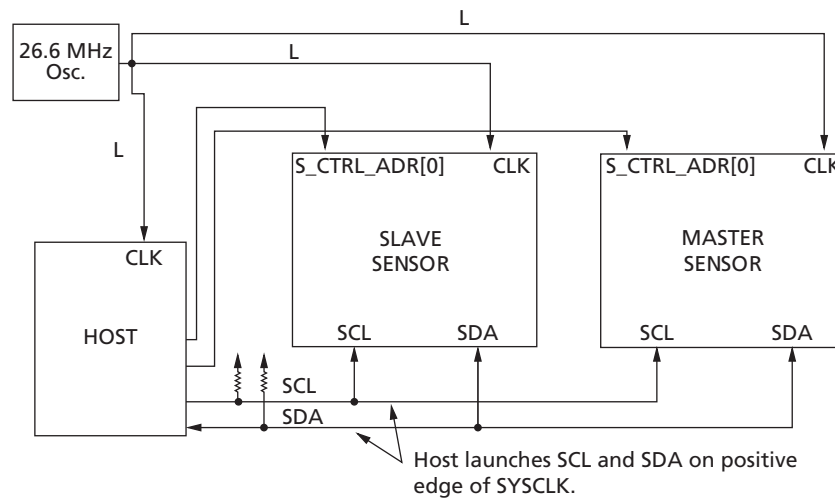 L
26.6 MHz
Osc.
L
L
S_CTRL_ADR[0]
CLK
S_CTRL_ADR[0]
CLK
SLAVE
SENSOR
MASTER
SENSOR
CLK
HOST
SCL
SDA
SCL
SDA
SCL
SDA
Host launches SCL and SDA on positive
edge of SYSCLK.